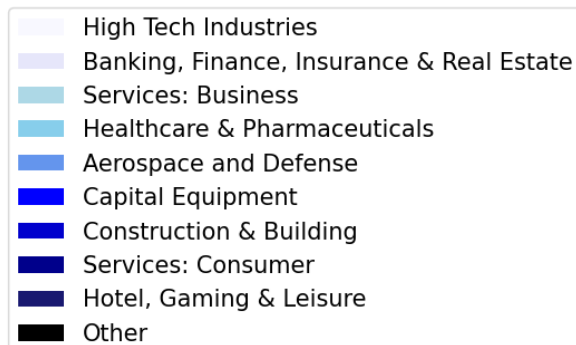 High Tech Industries
Banking, Finance, Insurance & Real Estate
Services: Business
Healthcare & Pharmaceuticals
Aerospace and Defense
Capital Equipment
Construction & Building
Services: Consumer
Hotel, Gaming & Leisure
Other